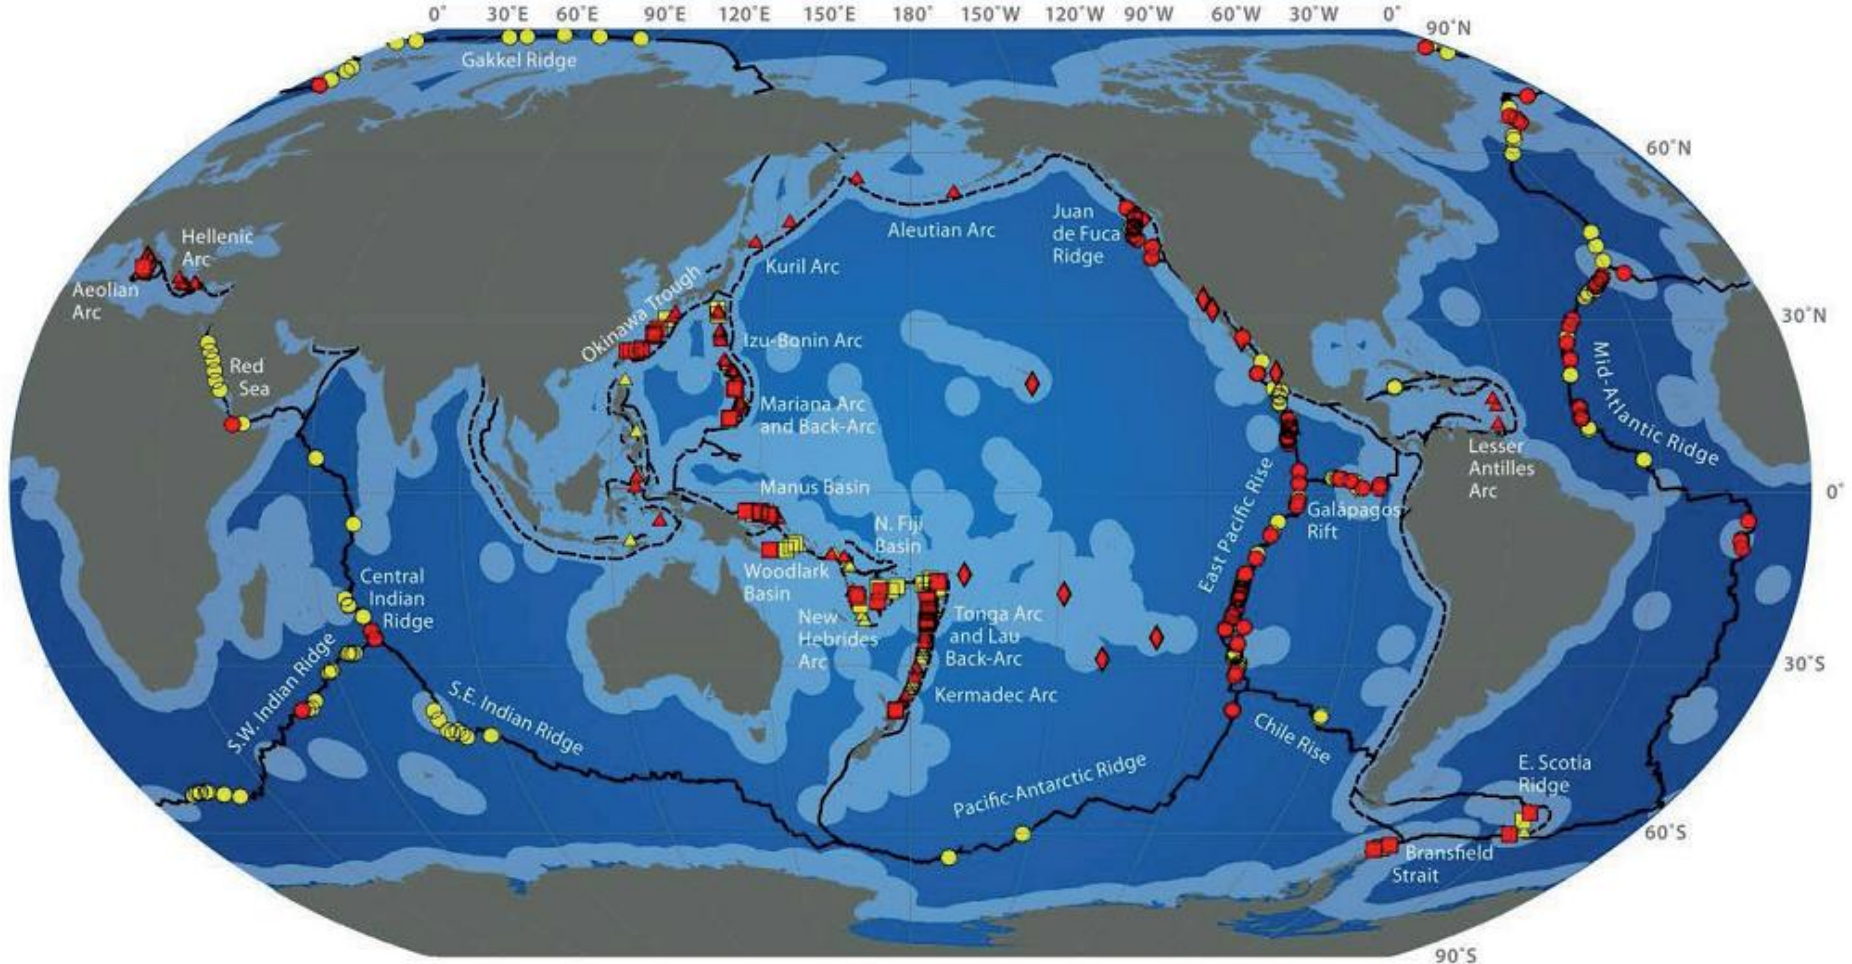 0° 30°E 60°E 90°E 120°E 150°E 180° 150°W 120°W 90°W 60°W 30°W 0°
90°N
Gakkel Ridge
60°N
Hellenic
Arc
Aeolian
Arc
Aleutian Arc
Juan
de Fuca
Ridge
Kuril Arc
Okinawa Trough
30°N
Izu-Bonin Arc
Red
Sea
Mid-Atlantic Ridge
Mariana Arc
and Back-Arc
Lesser
Antilles
Arc
Manus Basin
0°
East Pacific Rise
Galápagos
Rift
N. Fiji
Basin
Woodlark
Basin
Central
Indian
Ridge
New
Hebrides
Arc
Tonga Arc
and Lau
Back-Arc
30°S
Kermadec Arc
S.W. Indian Ridge
S.E. Indian Ridge
Chile Rise
Pacific-Antarctic Ridge
E. Scotia
Ridge
60°S
Bransfield
Strait
90°S